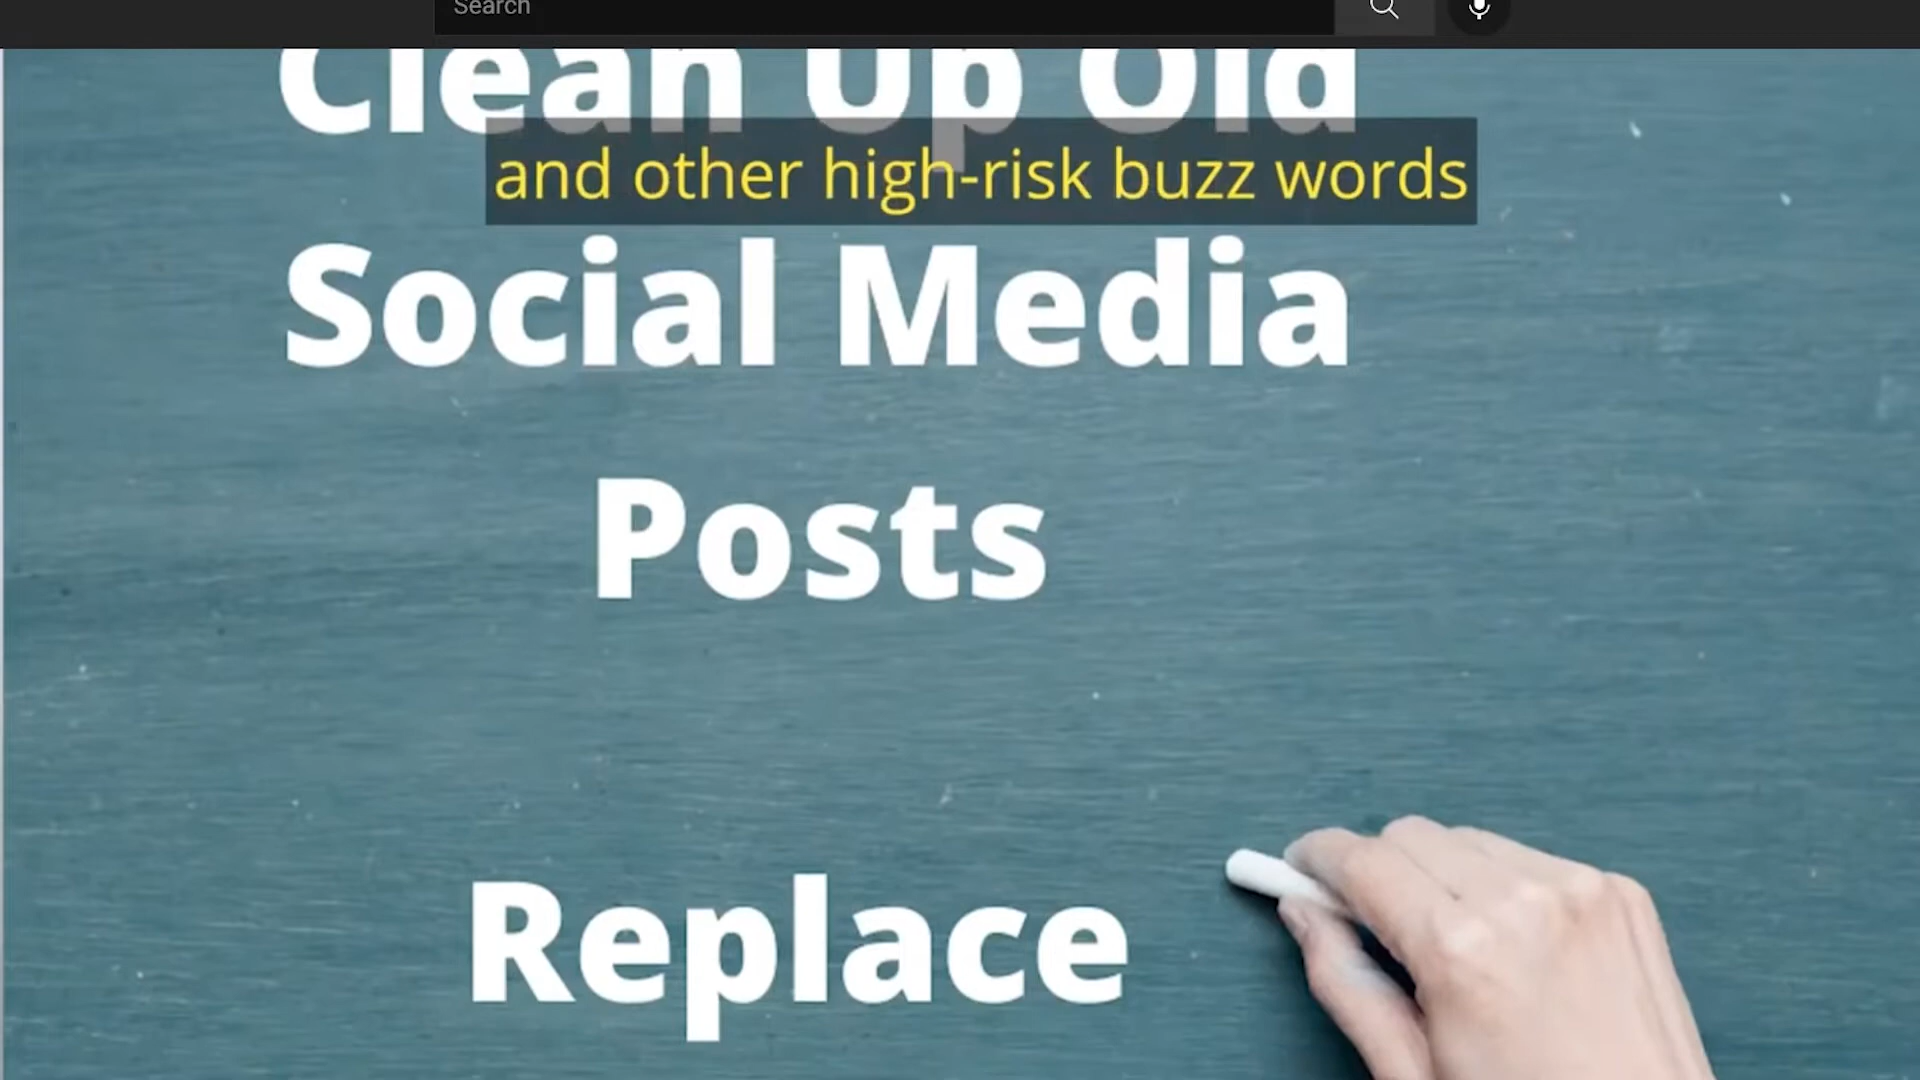 Search
Clean Up Old
and other high-risk buzz words
Social Media
Posts
Replace